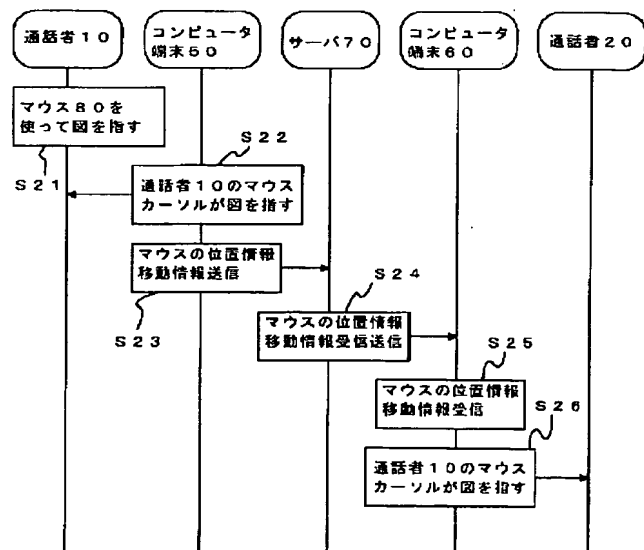 通話者10
コンピュータ
端末50
サーバ70
コンピュータ
端末60
通話者20
マウス80を
使って図を指す
S21
S22
通話者10のマウス
カーソルが図を指す
マウスの位置情報
移動情報送信
S23
S24
マウスの位置情報
移動情報受信送信
S25
マウスの位置情報
移動情報受信
S26
通話者10のマウス
カーソルが図を指す